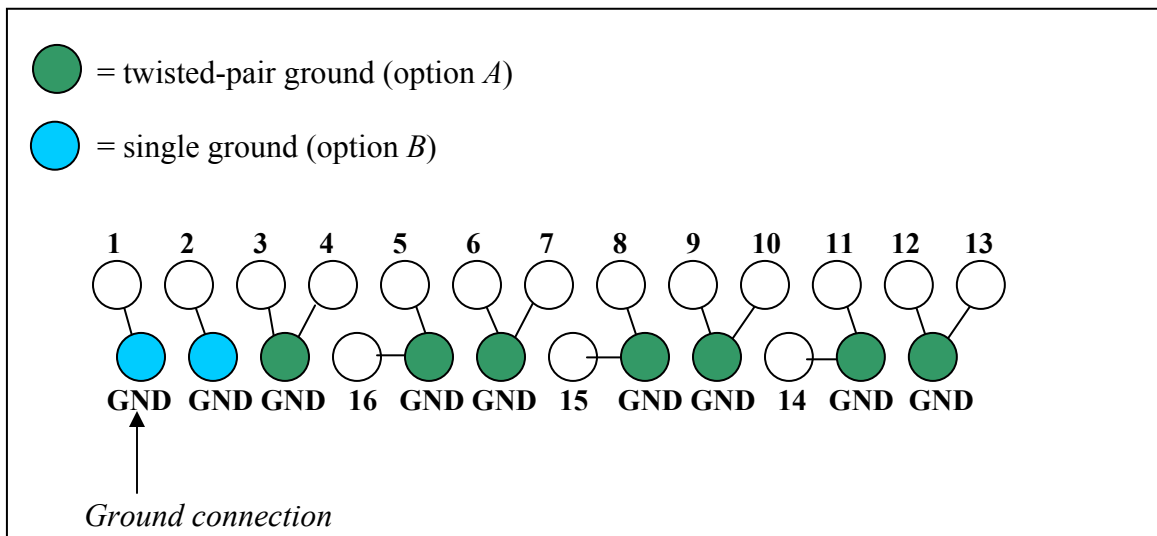 = twisted-pair ground (option A)
= single ground (option B)
1 2 3 4 5 6 7 8 9 10 11 12 13
GND GND GND 16 GND GND 15 GND GND 14 GND GND
Ground connection